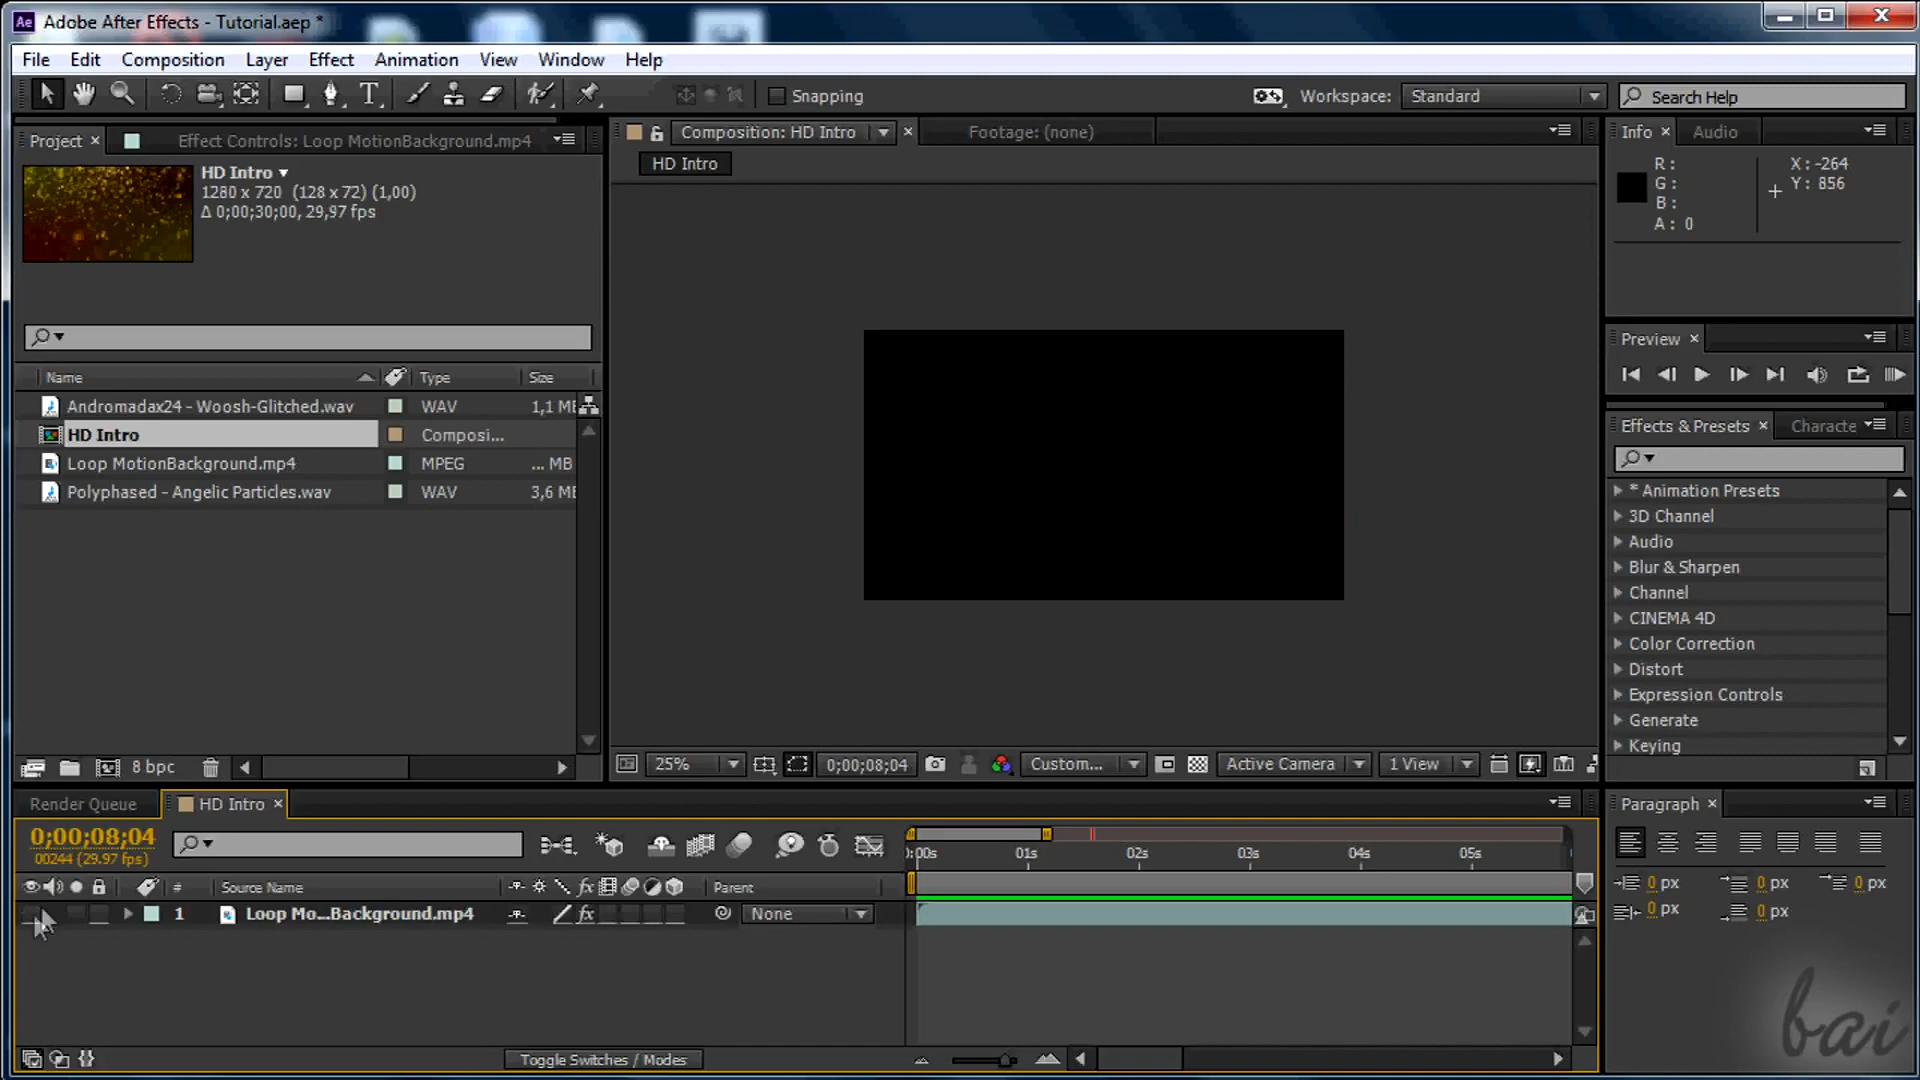 Ae Adobe After Effects - Tutorial.aep *
File Edit Composition Layer Effect Animation View Window Help
T Snapping Workspace: Standard Search Help
Project × Effect Controls: Loop MotionBackground.mp4
Composition: HD Intro × Footage: (none)
Info × Audio
HD Intro
HD Intro
1280 x 720 (128 x 72) (1,00)
Δ 0;00;30;00, 29,97 fps
R :
G :
B :
A : 0
X : -264
Y : 856
Preview ×
Name Type Size
Andromadax24 - Woosh-Glitched.wav WAV 1,1 ME
HD Intro Composi...
Loop MotionBackground.mp4 MPEG ... MB
Polyphased - Angelic Particles.wav WAV 3,6 ME
Effects & Presets × Characte
* Animation Presets
3D Channel
Audio
Blur & Sharpen
Channel
CINEMA 4D
Color Correction
Distort
Expression Controls
Generate
Keying
8 bpc
25% 0;00;08;04 Custom... Active Camera 1 View
Render Queue HD Intro ×
Paragraph ×
0;00;08;04
00244 (29.97 fps)
):00s 01s 02s 03s 04s 05s
# Source Name fx Parent
1 Loop Mo...Background.mp4 fx None
0 px 0 px 0 px
0 px 0 px
Toggle Switches / Modes
bai